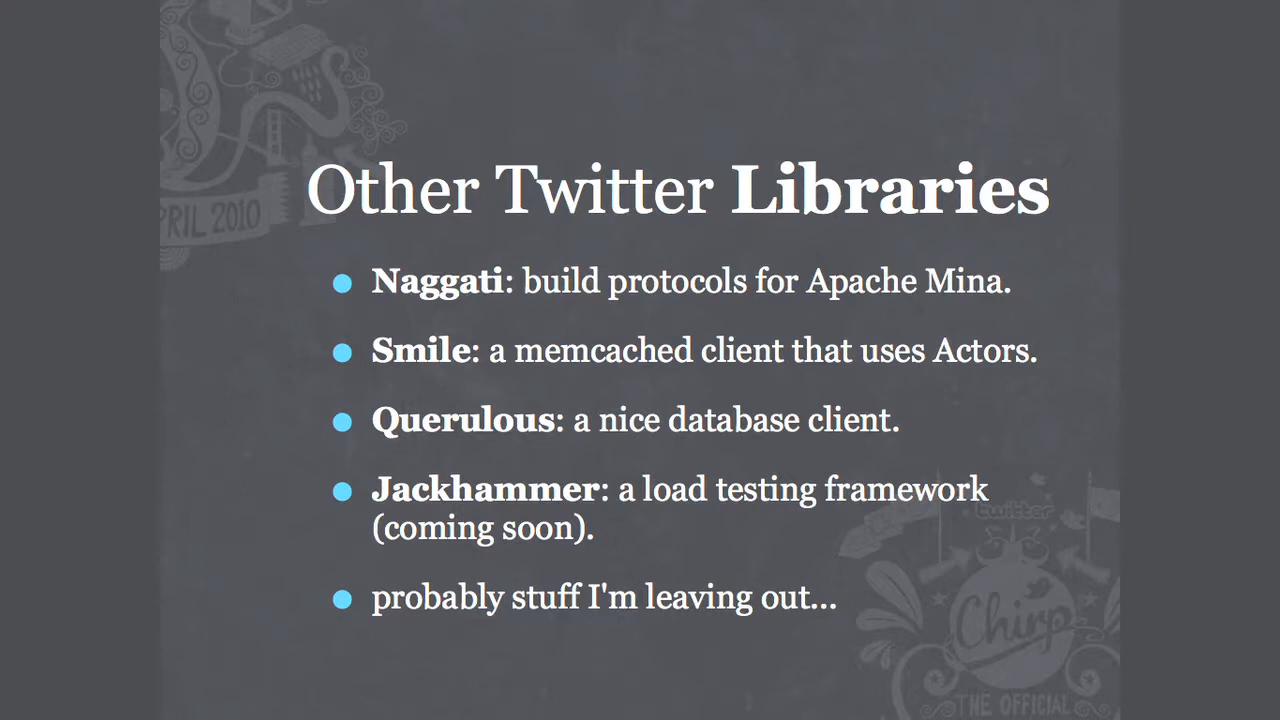 PRIL 2010
Other Twitter Libraries
Naggati: build protocols for Apache Mina.
Smile: a memcached client that uses Actors.
Querulous: a nice database client.
Jackhammer: a load testing framework
(coming soon).
probably stuff I'm leaving out...
twitter
Chirp
THE OFFICIAL